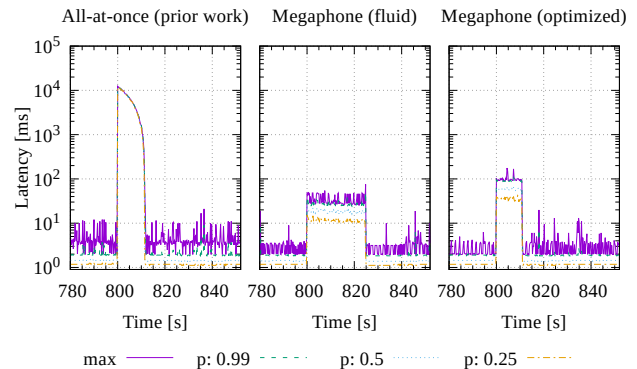 All-at-once (prior work) Megaphone (fluid) Megaphone (optimized)
Latency [ms]
10^5
10^4
10^3
10^2
10^1
10^0
780 800 820 840 780 800 820 840 780 800 820 840
Time [s] Time [s] Time [s]
max p: 0.99 p: 0.5 p: 0.25